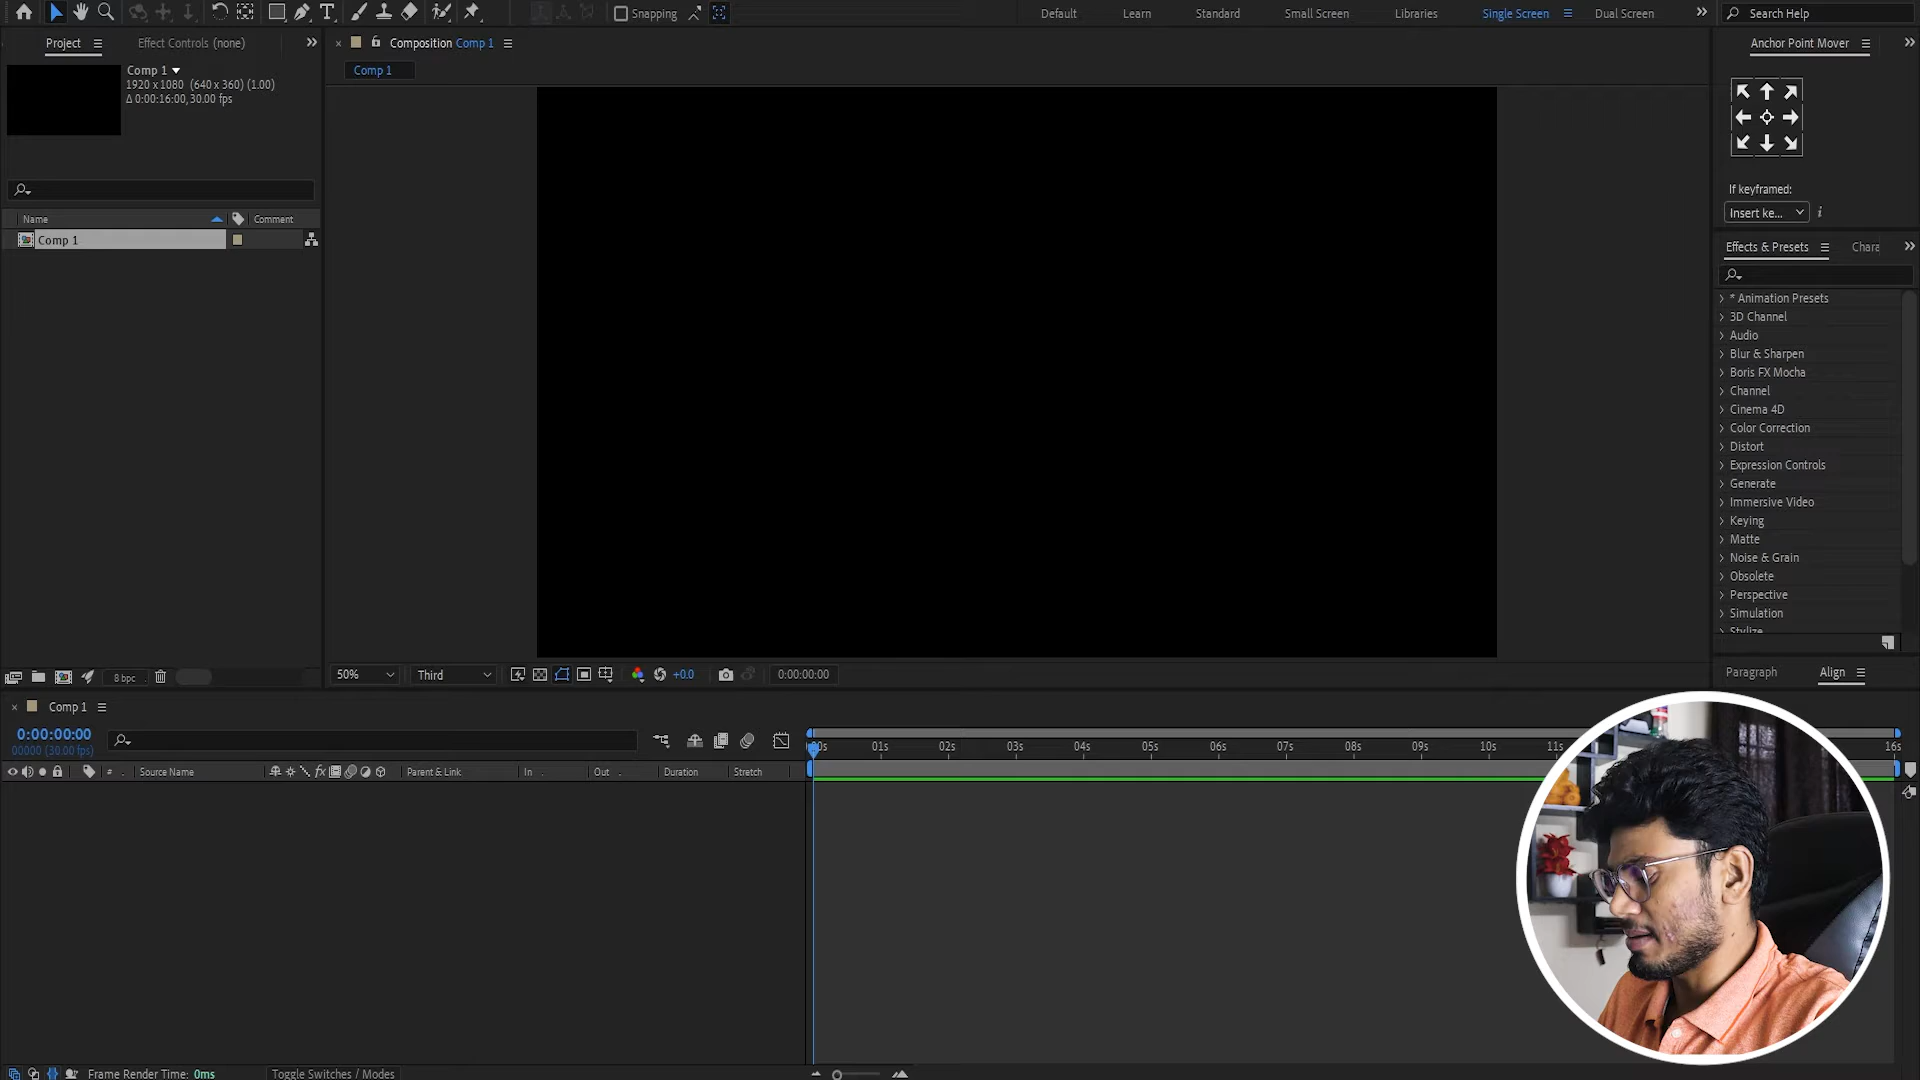 Snapping
Default
Learn
Standard
Small Screen
Libraries
Single Screen
Dual Screen
Search Help
Project
Effect Controls (none)
Composition Comp 1
Anchor Point Mover
Comp 1
1920 x 1080 (640 x 360) (1.00)
Δ 0:00:16:00, 30.00 fps
Comp 1
If keyframed:
Insert ke...
Name
Comment
Comp 1
Effects & Presets
Chara
* Animation Presets
3D Channel
Audio
Blur & Sharpen
Boris FX Mocha
Channel
Cinema 4D
Color Correction
Distort
Expression Controls
Generate
Immersive Video
Keying
Matte
Noise & Grain
Obsolete
Perspective
Simulation
Stylize
8 bpc
50%
Third
+0.0
0:00:00:00
Paragraph
Align
Comp 1
0:00:00:00
00000 (30.00 fps)
00s 01s 02s 03s 04s 05s 06s 07s 08s 09s 10s 11s 16s
# Source Name
Parent & Link
In
Out
Duration
Stretch
Frame Render Time: 0ms
Toggle Switches / Modes